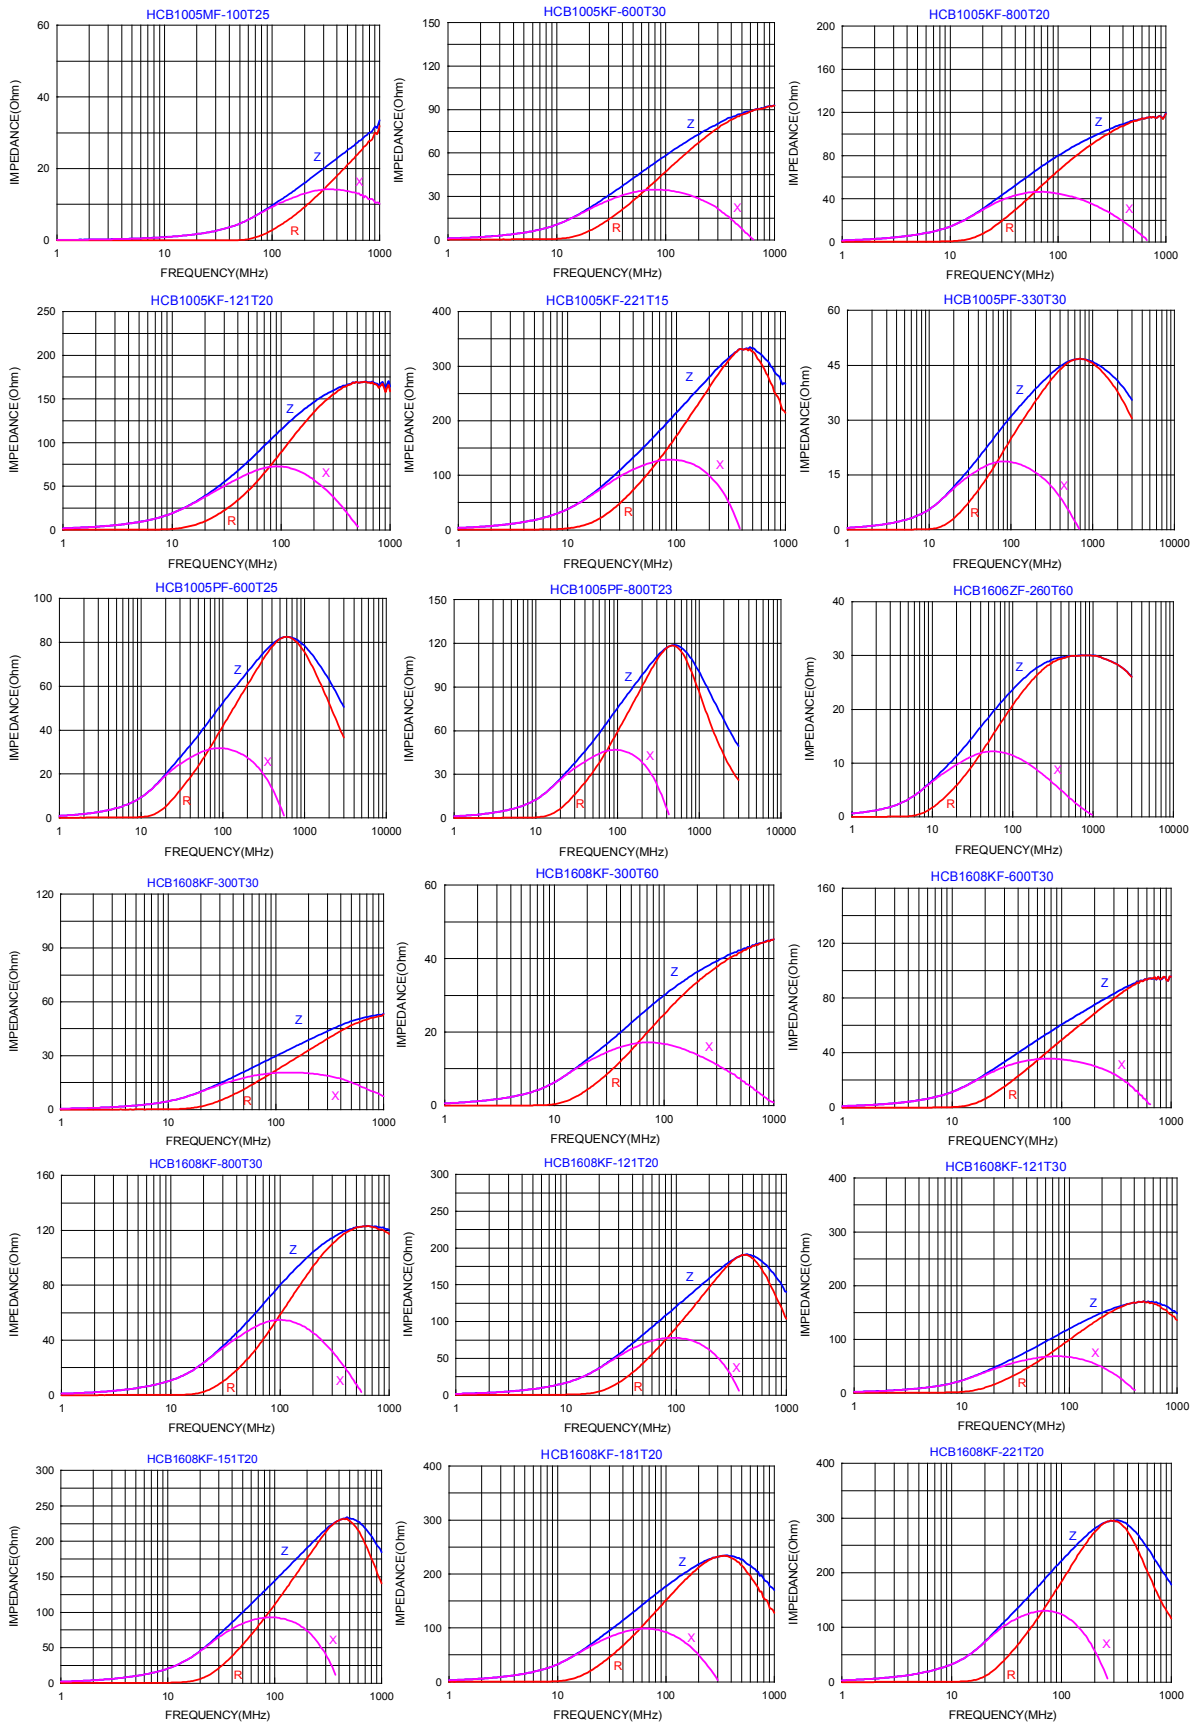 HCB1005MF-100T25
60
40
20
0
IMPEDANCE(Ohm)
Z
X
R
1 10 100 1000
FREQUENCY(MHz)
HCB1005KF-600T30
150
120
90
60
30
0
IMPEDANCE(Ohm)
Z
X
R
1 10 100 1000
FREQUENCY(MHz)
HCB1005KF-800T20
200
160
120
80
40
0
IMPEDANCE(Ohm)
Z
X
R
1 10 100 1000
FREQUENCY(MHz)
HCB1005KF-121T20
250
200
150
100
50
0
IMPEDANCE(Ohm)
Z
X
R
1 10 100 1000
FREQUENCY(MHz)
HCB1005KF-221T15
400
300
200
100
0
IMPEDANCE(Ohm)
Z
X
R
1 10 100 1000
FREQUENCY(MHz)
HCB1005PF-330T30
60
45
30
15
0
IMPEDANCE(Ohm)
Z
X
R
1 10 100 1000 10000
FREQUENCY(MHz)
HCB1005PF-600T25
100
80
60
40
20
0
IMPEDANCE(Ohm)
Z
X
R
1 10 100 1000 10000
FREQUENCY(MHz)
HCB1005PF-800T23
150
120
90
60
30
0
IMPEDANCE(Ohm)
Z
X
R
1 10 100 1000 10000
FREQUENCY(MHz)
HCB1606ZF-260T60
40
30
20
10
0
IMPEDANCE(Ohm)
Z
X
R
1 10 100 1000 10000
FREQUENCY(MHz)
HCB1608KF-300T30
120
90
60
30
0
IMPEDANCE(Ohm)
Z
X
R
1 10 100 1000
FREQUENCY(MHz)
HCB1608KF-300T60
60
40
20
0
IMPEDANCE(Ohm)
Z
X
R
1 10 100 1000
FREQUENCY(MHz)
HCB1608KF-600T30
160
120
80
40
0
IMPEDANCE(Ohm)
Z
X
R
1 10 100 1000
FREQUENCY(MHz)
HCB1608KF-800T30
160
120
80
40
0
IMPEDANCE(Ohm)
Z
X
R
1 10 100 1000
FREQUENCY(MHz)
HCB1608KF-121T20
300
250
200
150
100
50
0
IMPEDANCE(Ohm)
Z
X
R
1 10 100 1000
FREQUENCY(MHz)
HCB1608KF-121T30
400
300
200
100
0
IMPEDANCE(Ohm)
Z
X
R
1 10 100 1000
FREQUENCY(MHz)
HCB1608KF-151T20
300
250
200
150
100
50
0
IMPEDANCE(Ohm)
Z
X
R
1 10 100 1000
FREQUENCY(MHz)
HCB1608KF-181T20
400
300
200
100
0
IMPEDANCE(Ohm)
Z
X
R
1 10 100 1000
FREQUENCY(MHz)
HCB1608KF-221T20
400
300
200
100
0
IMPEDANCE(Ohm)
Z
X
R
1 10 100 1000
FREQUENCY(MHz)